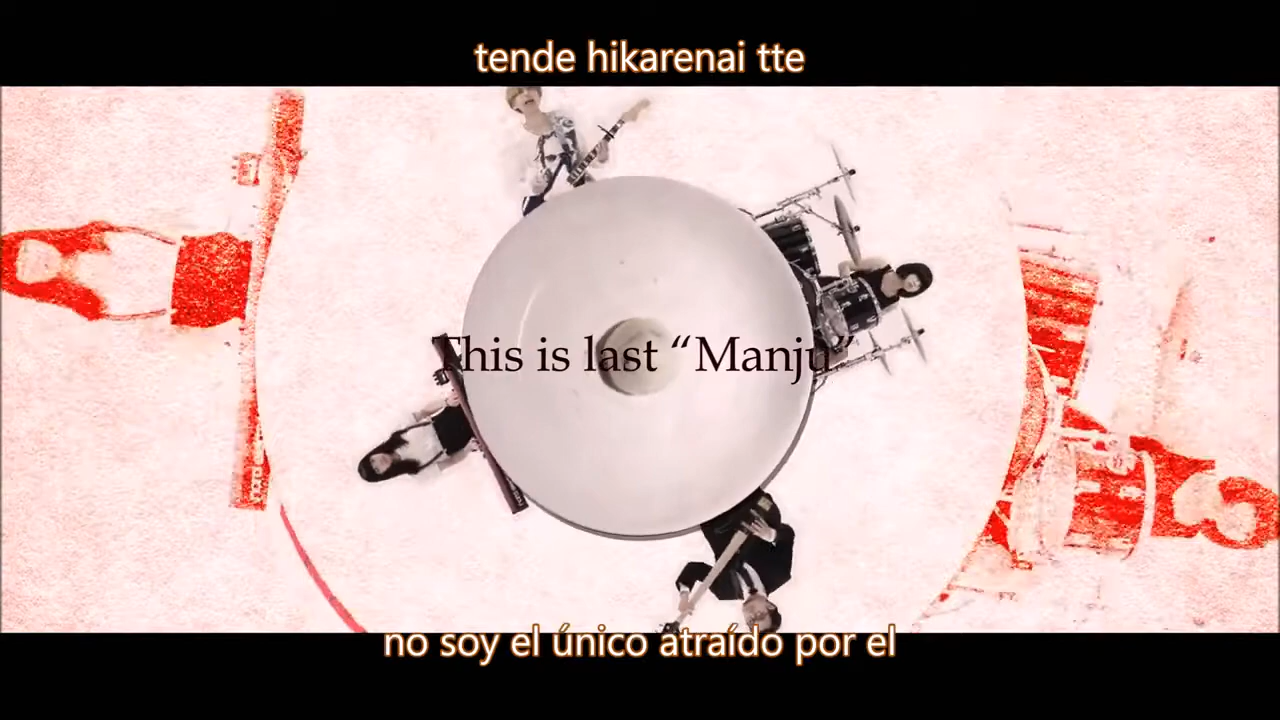 tende hikarenai tte
This is last “Manju”
no soy el único atraído por el